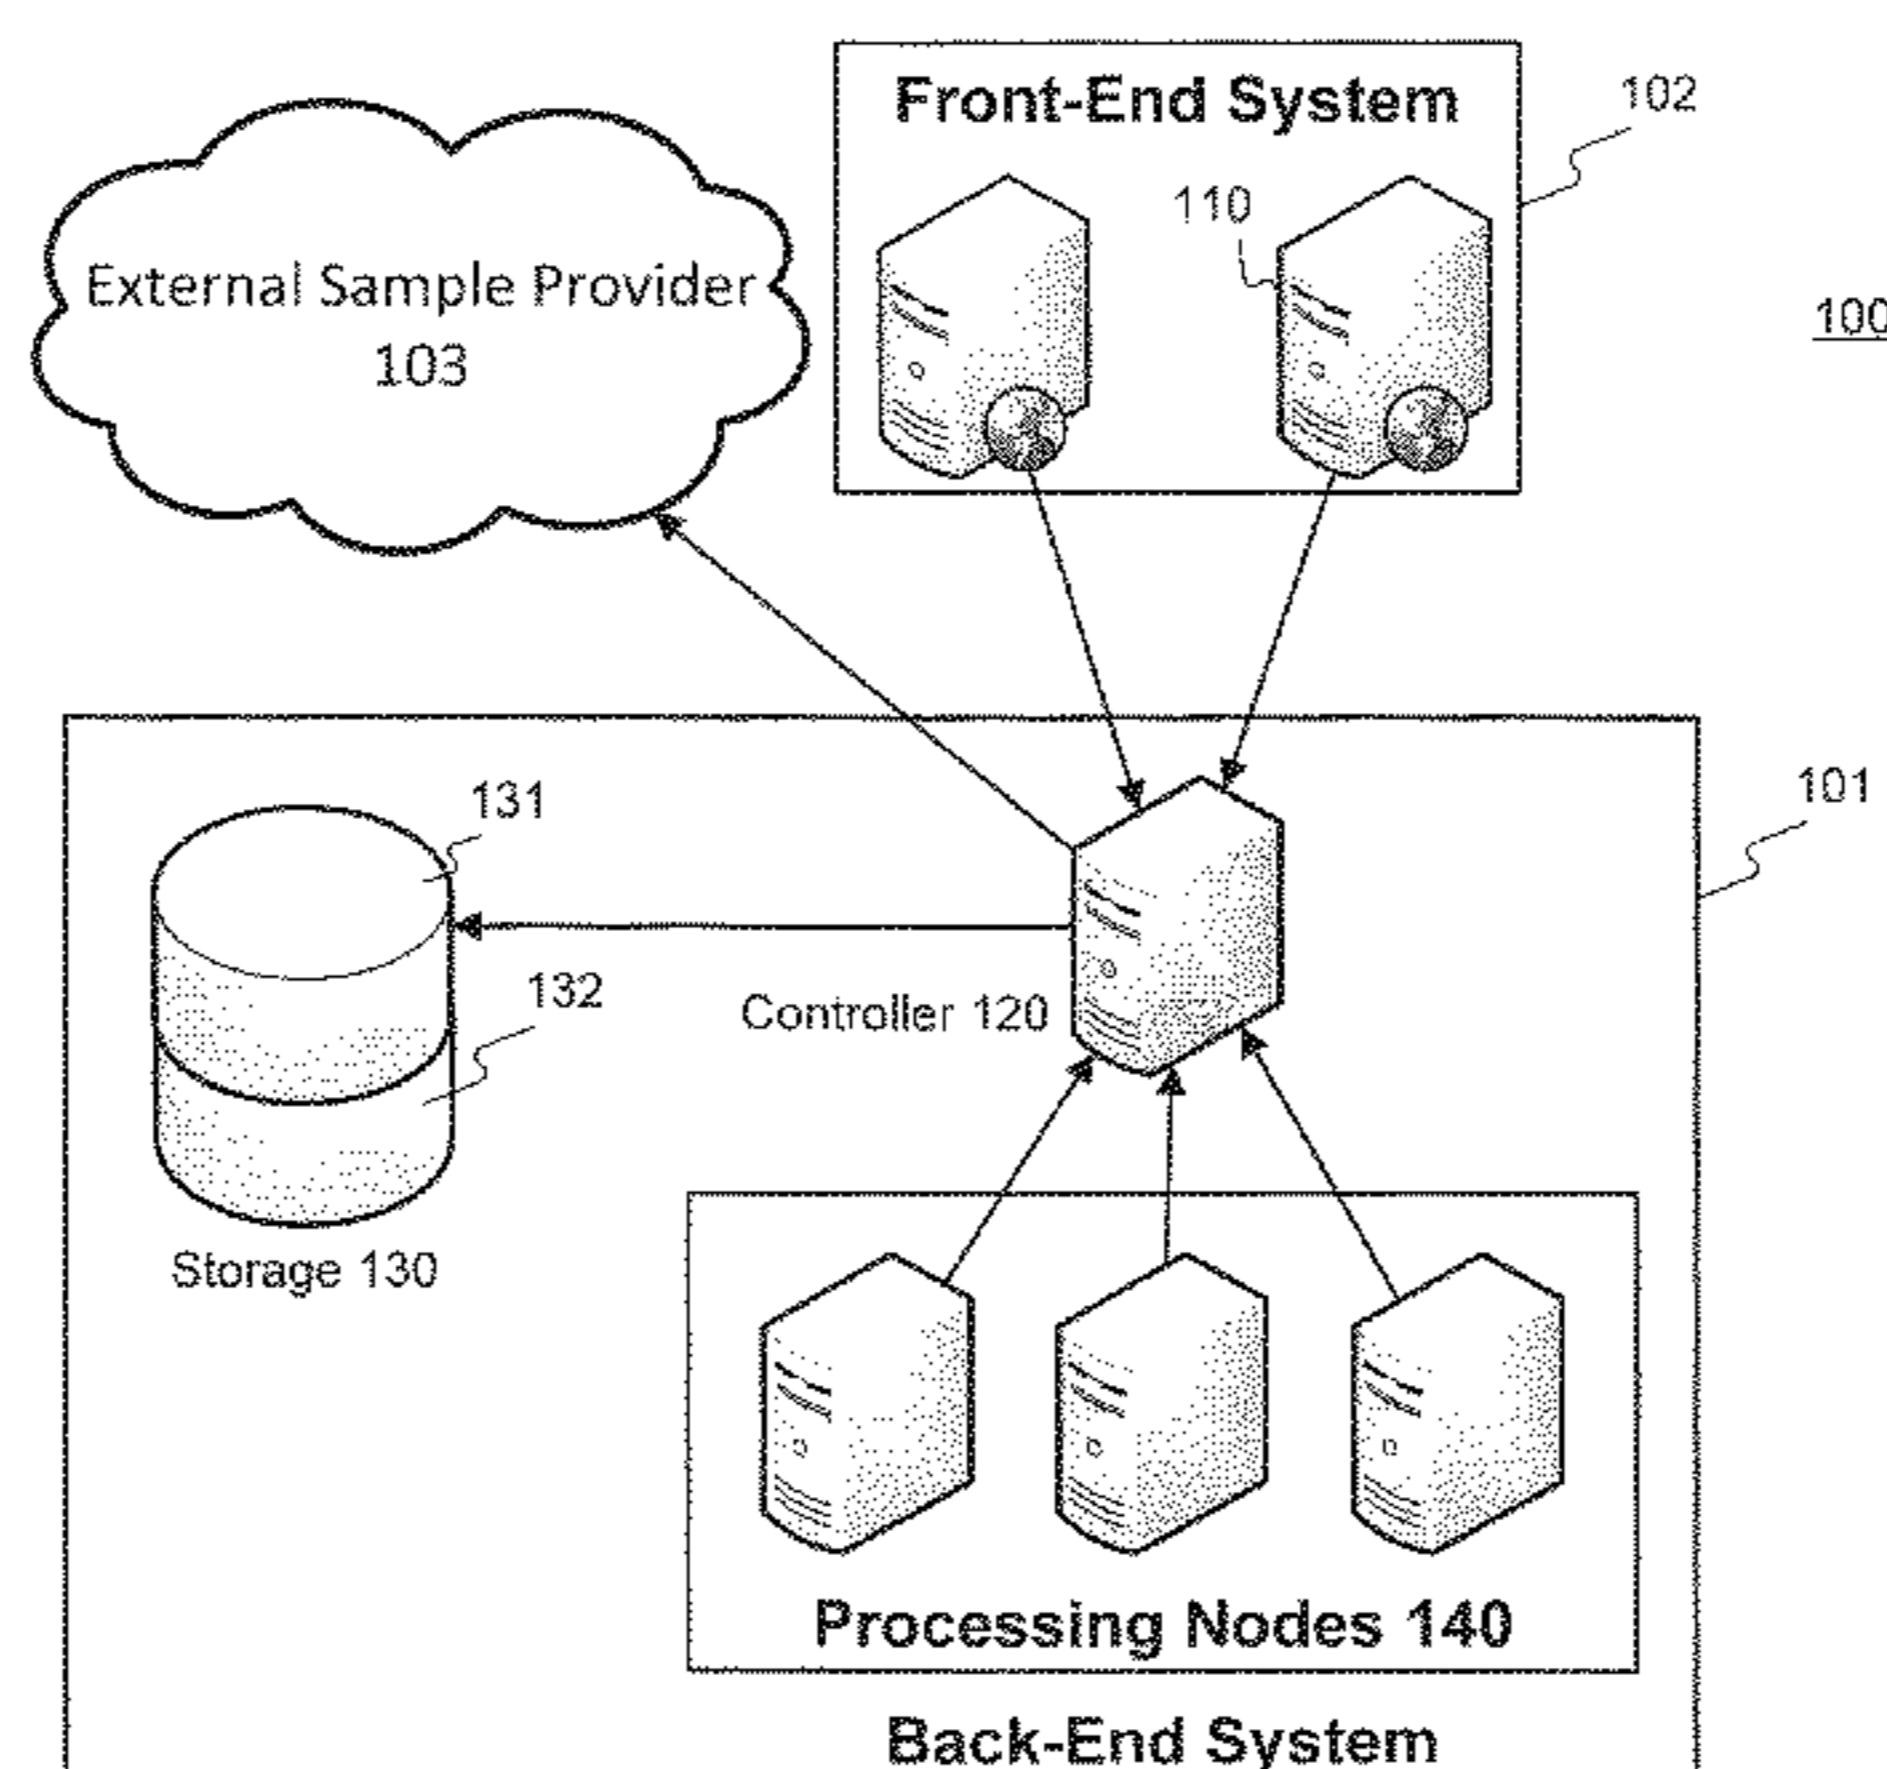 Front-End System
102
110
External Sample Provider
103
100
101
131
132
Controller 120
Storage 130
Processing Nodes 140
Back-End System